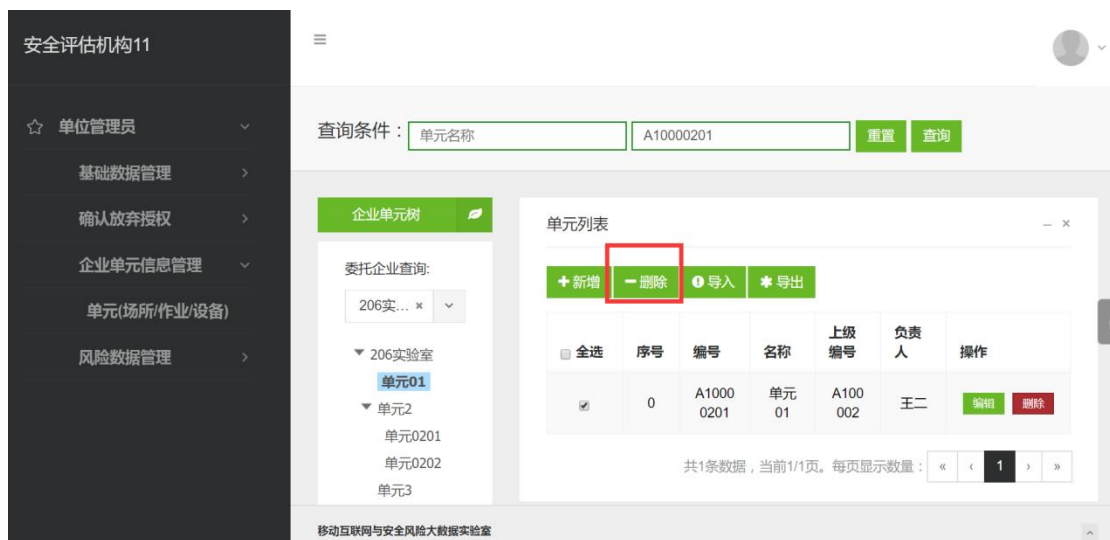 安全评估机构11
单位管理员
基础数据管理
确认放弃授权
企业单元信息管理
单元(场所/作业/设备)
风险数据管理
查询条件： 单元名称 A10000201 重置 查询
企业单元树
委托企业查询:
206实... ×
206实验室
单元01
单元2
单元0201
单元0202
单元3
单元列表
新增 删除 导入 导出
全选 序号 编号 名称 上级编号 负责人 操作
0 A10000201 单元01 A100002 王二 编辑 删除
共1条数据，当前1/1页。每页显示数量： « ‹ 1 › »
移动互联网与安全风险大数据实验室